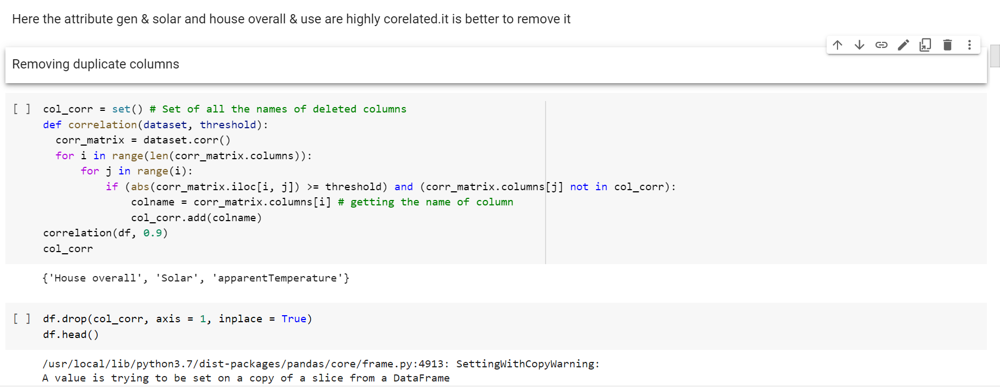 Here the attribute gen & solar and house overall & use are highly corelated.it is better to remove it
Removing duplicate columns
[ ] col_corr = set() # Set of all the names of deleted columns
def correlation(dataset, threshold):
  corr_matrix = dataset.corr()
  for i in range(len(corr_matrix.columns)):
      for j in range(i):
          if (abs(corr_matrix.iloc[i, j]) >= threshold) and (corr_matrix.columns[j] not in col_corr):
              colname = corr_matrix.columns[i] # getting the name of column
              col_corr.add(colname)
correlation(df, 0.9)
col_corr
{'House overall', 'Solar', 'apparentTemperature'}
[ ] df.drop(col_corr, axis = 1, inplace = True)
df.head()
/usr/local/lib/python3.7/dist-packages/pandas/core/frame.py:4913: SettingWithCopyWarning:
A value is trying to be set on a copy of a slice from a DataFrame